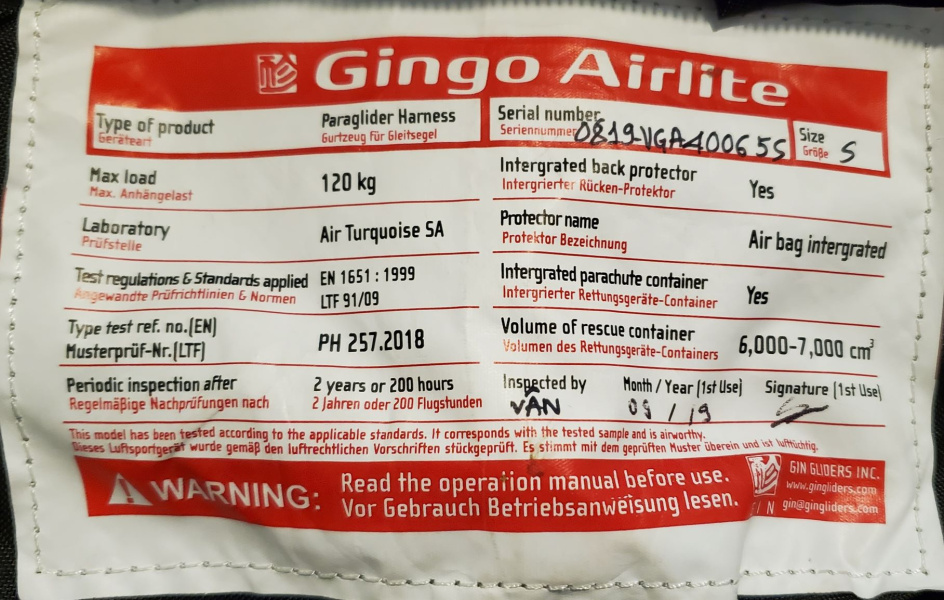 Gingo Airlite
Type of product
Geräteart
Paraglider Harness
Gurtzeug für Gleitsegel
Serial number
Seriennummer
0819-VGA400655
Size
Größe
S
Max load
Max. Anhängelast
120 kg
Intergrated back protector
Intergrierter Rücken-Protektor
Yes
Laboratory
Prüfstelle
Air Turquoise SA
Protector name
Protektor Bezeichnung
Air bag intergrated
Test regulations & Standards applied
Angewandte Prüfrichtlinien & Normen
EN 1651 : 1999
LTF 91/09
Intergrated parachute container
Intergrierter Rettungsgeräte-Container
Yes
Type test ref. no.(EN)
Musterprüf-Nr.(LTF)
PH 257.2018
Volume of rescue container
Volumen des Rettungsgeräte-Containers
6,000-7,000 cm³
Periodic inspection after
Regelmäßige Nachprüfungen nach
2 years or 200 hours
2 Jahren oder 200 Flugstunden
Inspected by
VAN
Month / Year (1st Use)
09 / 19
Signature (1st Use)
This model has been tested according to the applicable standards. It corresponds with the tested sample and is airworthy.
Dieses Luftsportgerät wurde gemäß den luftrechtlichen Vorschriften stückgeprüft. Es stimmt mit dem geprüften Muster überein und ist lufttüchtig.
WARNING:
Read the operation manual before use.
Vor Gebrauch Betriebsanweisung lesen.
GIN
GIN GLIDERS INC.
www.gingliders.com
gin@gingliders.com